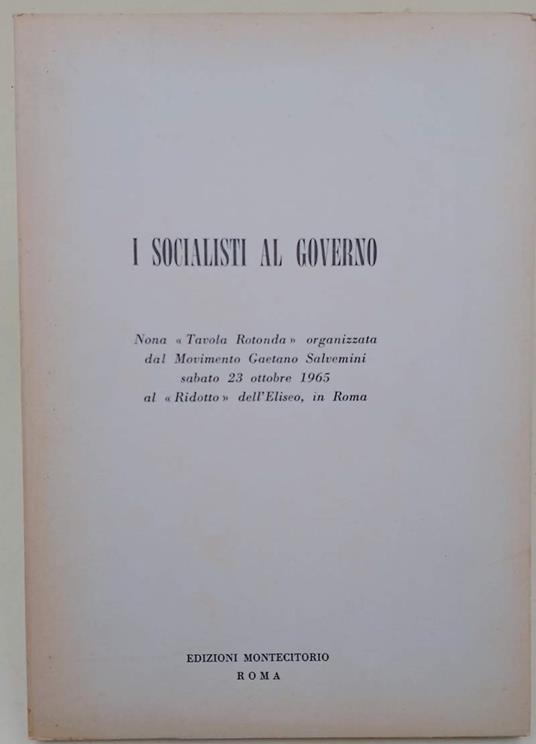 I SOCIALISTI AL GOVERNO
Nona « Tavola Rotonda » organizzata
dal Movimento Gaetano Salvemini
sabato 23 ottobre 1965
al « Ridotto » dell'Eliseo, in Roma
EDIZIONI MONTECITORIO
ROMA